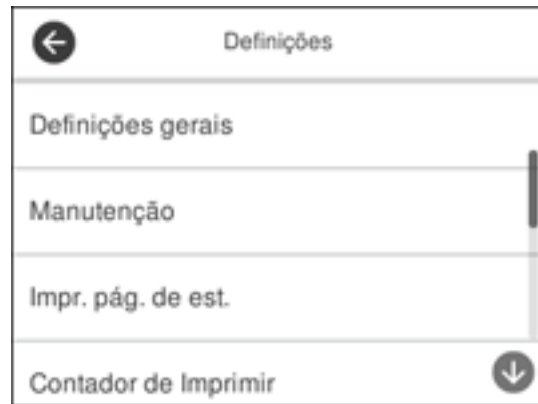 Definições
Definições gerais
Manutenção
Impr. pág. de est.
Contador de Imprimir